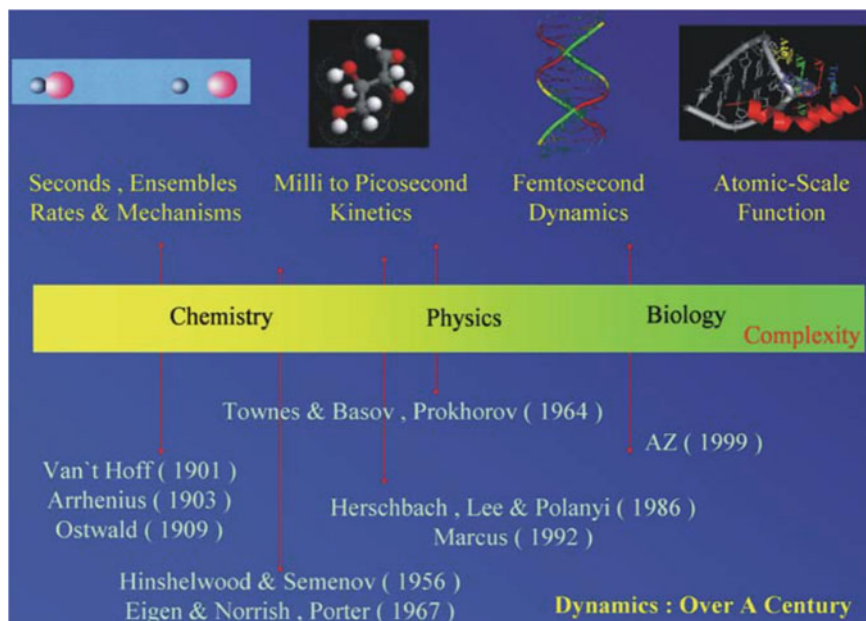 Seconds , Ensembles
Rates & Mechanisms
Milli to Picosecond
Kinetics
Femtosecond
Dynamics
Atomic-Scale
Function
Chemistry
Physics
Biology
Complexity
Townes & Basov , Prokhorov ( 1964 )
AZ ( 1999 )
Van`t Hoff ( 1901 )
Arrhenius ( 1903 )
Ostwald ( 1909 )
Herschbach , Lee & Polanyi ( 1986 )
Marcus ( 1992 )
Hinshelwood & Semenov ( 1956 )
Eigen & Norrish , Porter ( 1967 )
Dynamics : Over A Century